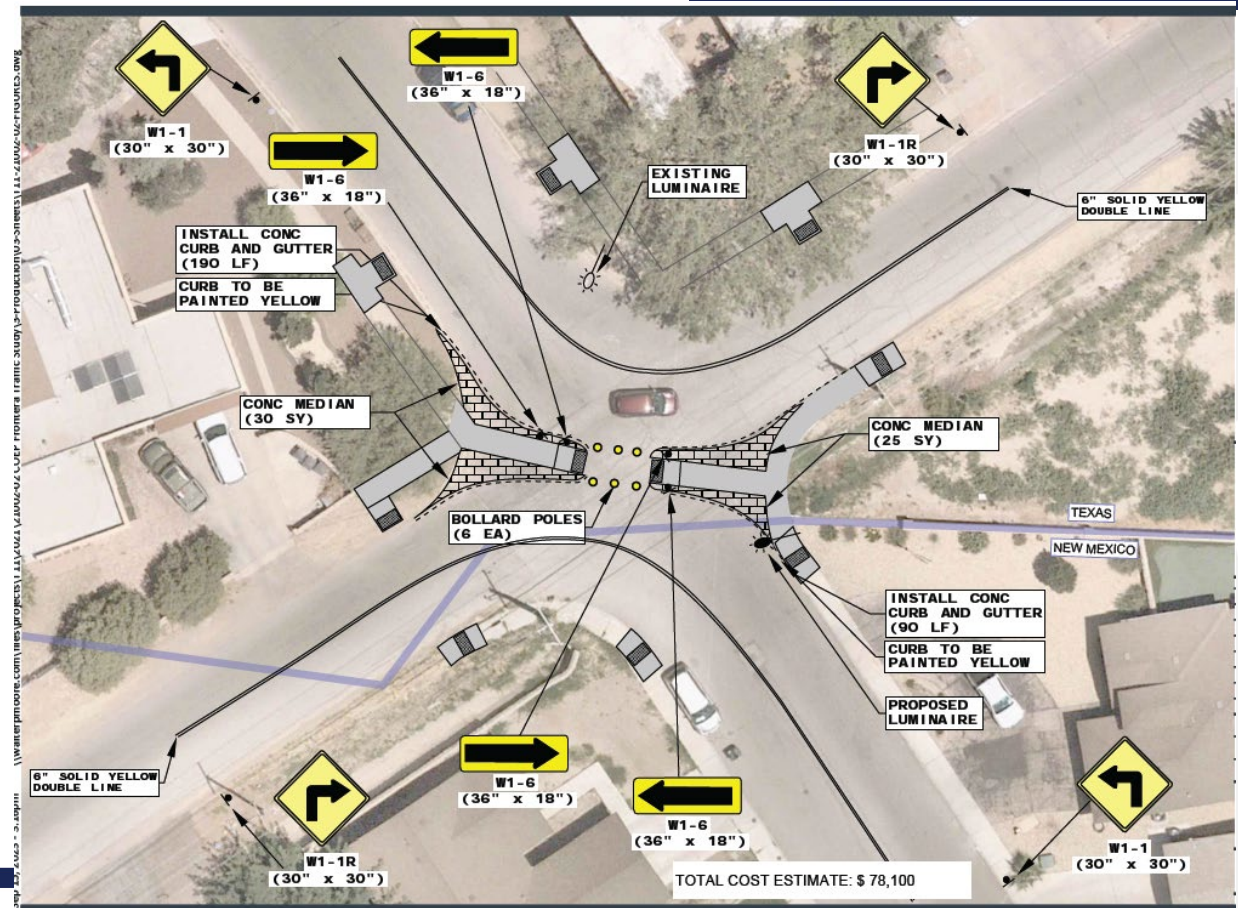 W1-6
(36" x 18")
W1-1
(30" x 30")
W1-1R
(30" x 30")
W1-6
(36" x 18")
EXISTING
LUMINAIRE
6" SOLID YELLOW
DOUBLE LINE
INSTALL CONC
CURB AND GUTTER
(190 LF)
CURB TO BE
PAINTED YELLOW
CONC MEDIAN
(30 SY)
CONC MEDIAN
(25 SY)
BOLLARD POLES
(6 EA)
TEXAS
NEW MEXICO
INSTALL CONC
CURB AND GUTTER
(90 LF)
CURB TO BE
PAINTED YELLOW
PROPOSED
LUMINAIRE
6" SOLID YELLOW
DOUBLE LINE
W1-6
(36" x 18")
W1-6
(36" x 18")
W1-1R
(30" x 30")
W1-1
(30" x 30")
TOTAL COST ESTIMATE: $ 78,100